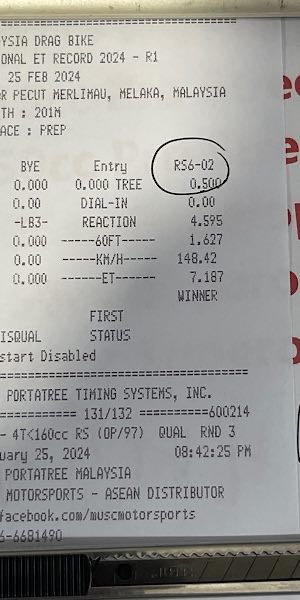 YSIA DRAG BIKE
ONAL ET RECORD 2024 - R1
25 FEB 2024
AR PECUT MERLIMAU, MELAKA, MALAYSIA
TH : 201M
ACE : PREP
BYE Entry RS6-02
0.000 0.000 TREE 0.500
0.00 DIAL-IN 0.00
-LB3- REACTION 4.595
0.000 -----60FT----- 1.627
0.00 -----KM/H----- 148.42
0.000 ------ET------ 7.187
WINNER
FIRST
ISQUAL STATUS
start Disabled
PORTATREE TIMING SYSTEMS, INC.
=========== 131/132 ==========600214
- 4T<160cc RS (OP/97) QUAL RND 3
uary 25, 2024 08:42:25 PM
PORTATREE MALAYSIA
MOTORSPORTS - ASEAN DISTRIBUTOR
facebook.com/muscmotorsports
6-6681490